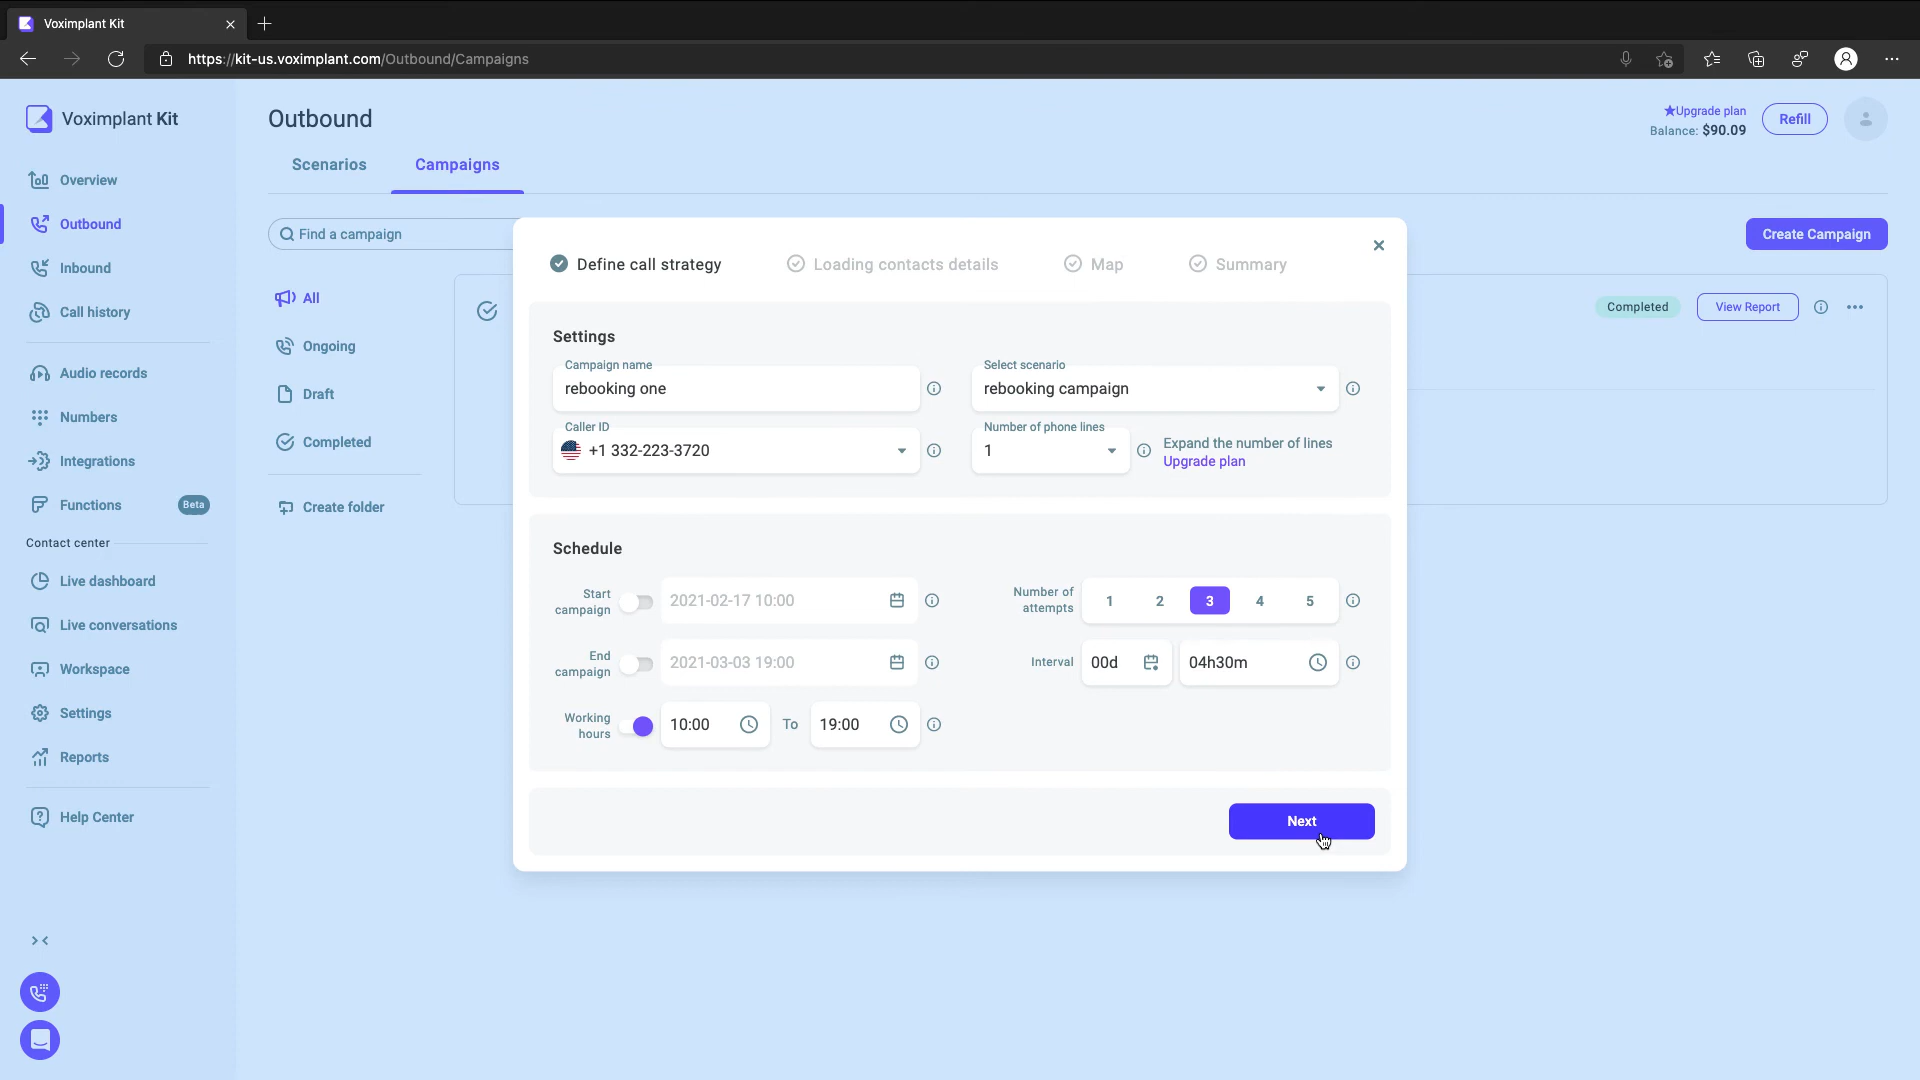 Voximplant Kit
https://kit-us.voximplant.com/Outbound/Campaigns
Voximplant Kit
Overview
Outbound
Inbound
Call history
Audio records
Numbers
Integrations
Functions
Beta
Contact center
Live dashboard
Live conversations
Workspace
Settings
Reports
Help Center
Outbound
Upgrade plan
Balance: $90.09
Refill
Scenarios
Campaigns
Find a campaign
Create Campaign
All
Ongoing
Draft
Completed
Create folder
Completed
View Report
Define call strategy
Loading contacts details
Map
Summary
Settings
Campaign name
rebooking one
Select scenario
rebooking campaign
Caller ID
+1 332-223-3720
Number of phone lines
1
Expand the number of lines
Upgrade plan
Schedule
Start
campaign
2021-02-17 10:00
End
campaign
2021-03-03 19:00
Working
hours
10:00
To
19:00
Number of
attempts
1
2
3
4
5
Interval
00d
04h30m
Next